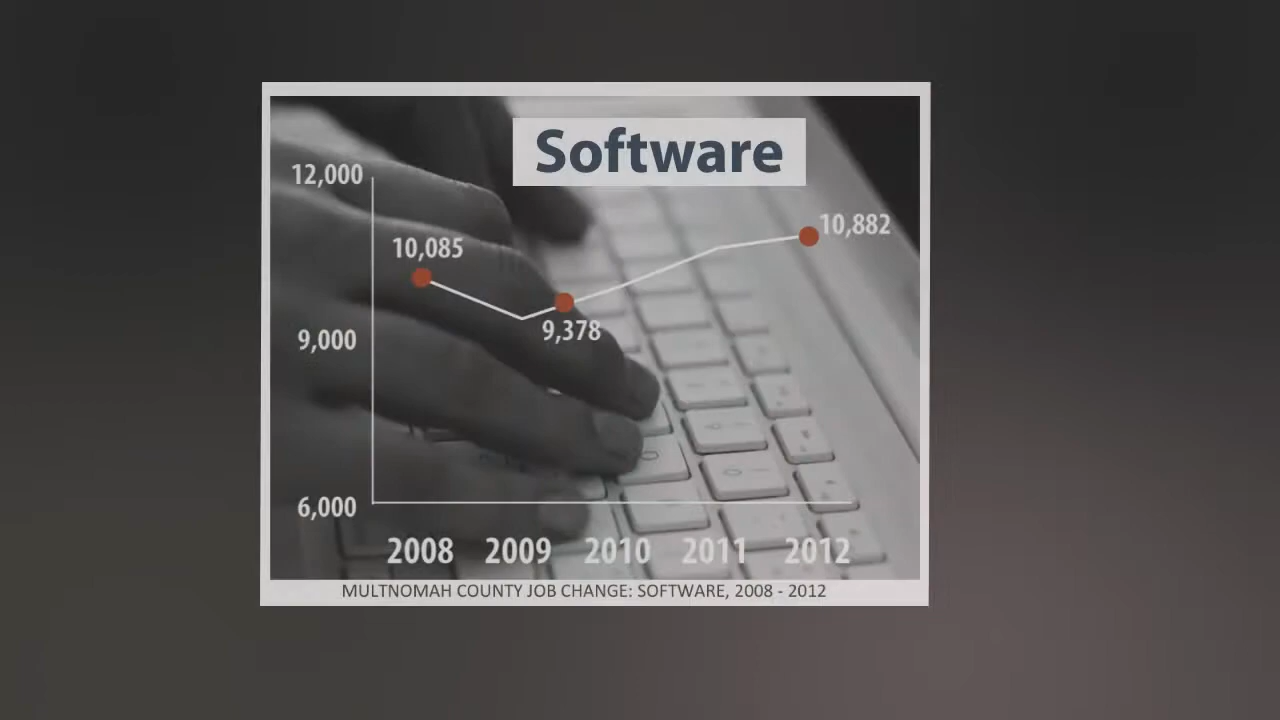 Software
12,000
10,882
10,085
9,378
9,000
6,000
2008 2009 2010 2011 2012
MULTNOMAH COUNTY JOB CHANGE: SOFTWARE, 2008 - 2012